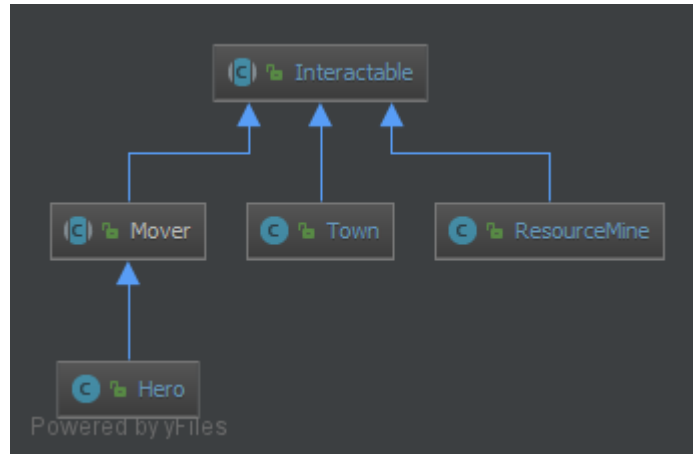 C Interactable
C Mover
C Town
C ResourceMine
C Hero
Powered by yFiles